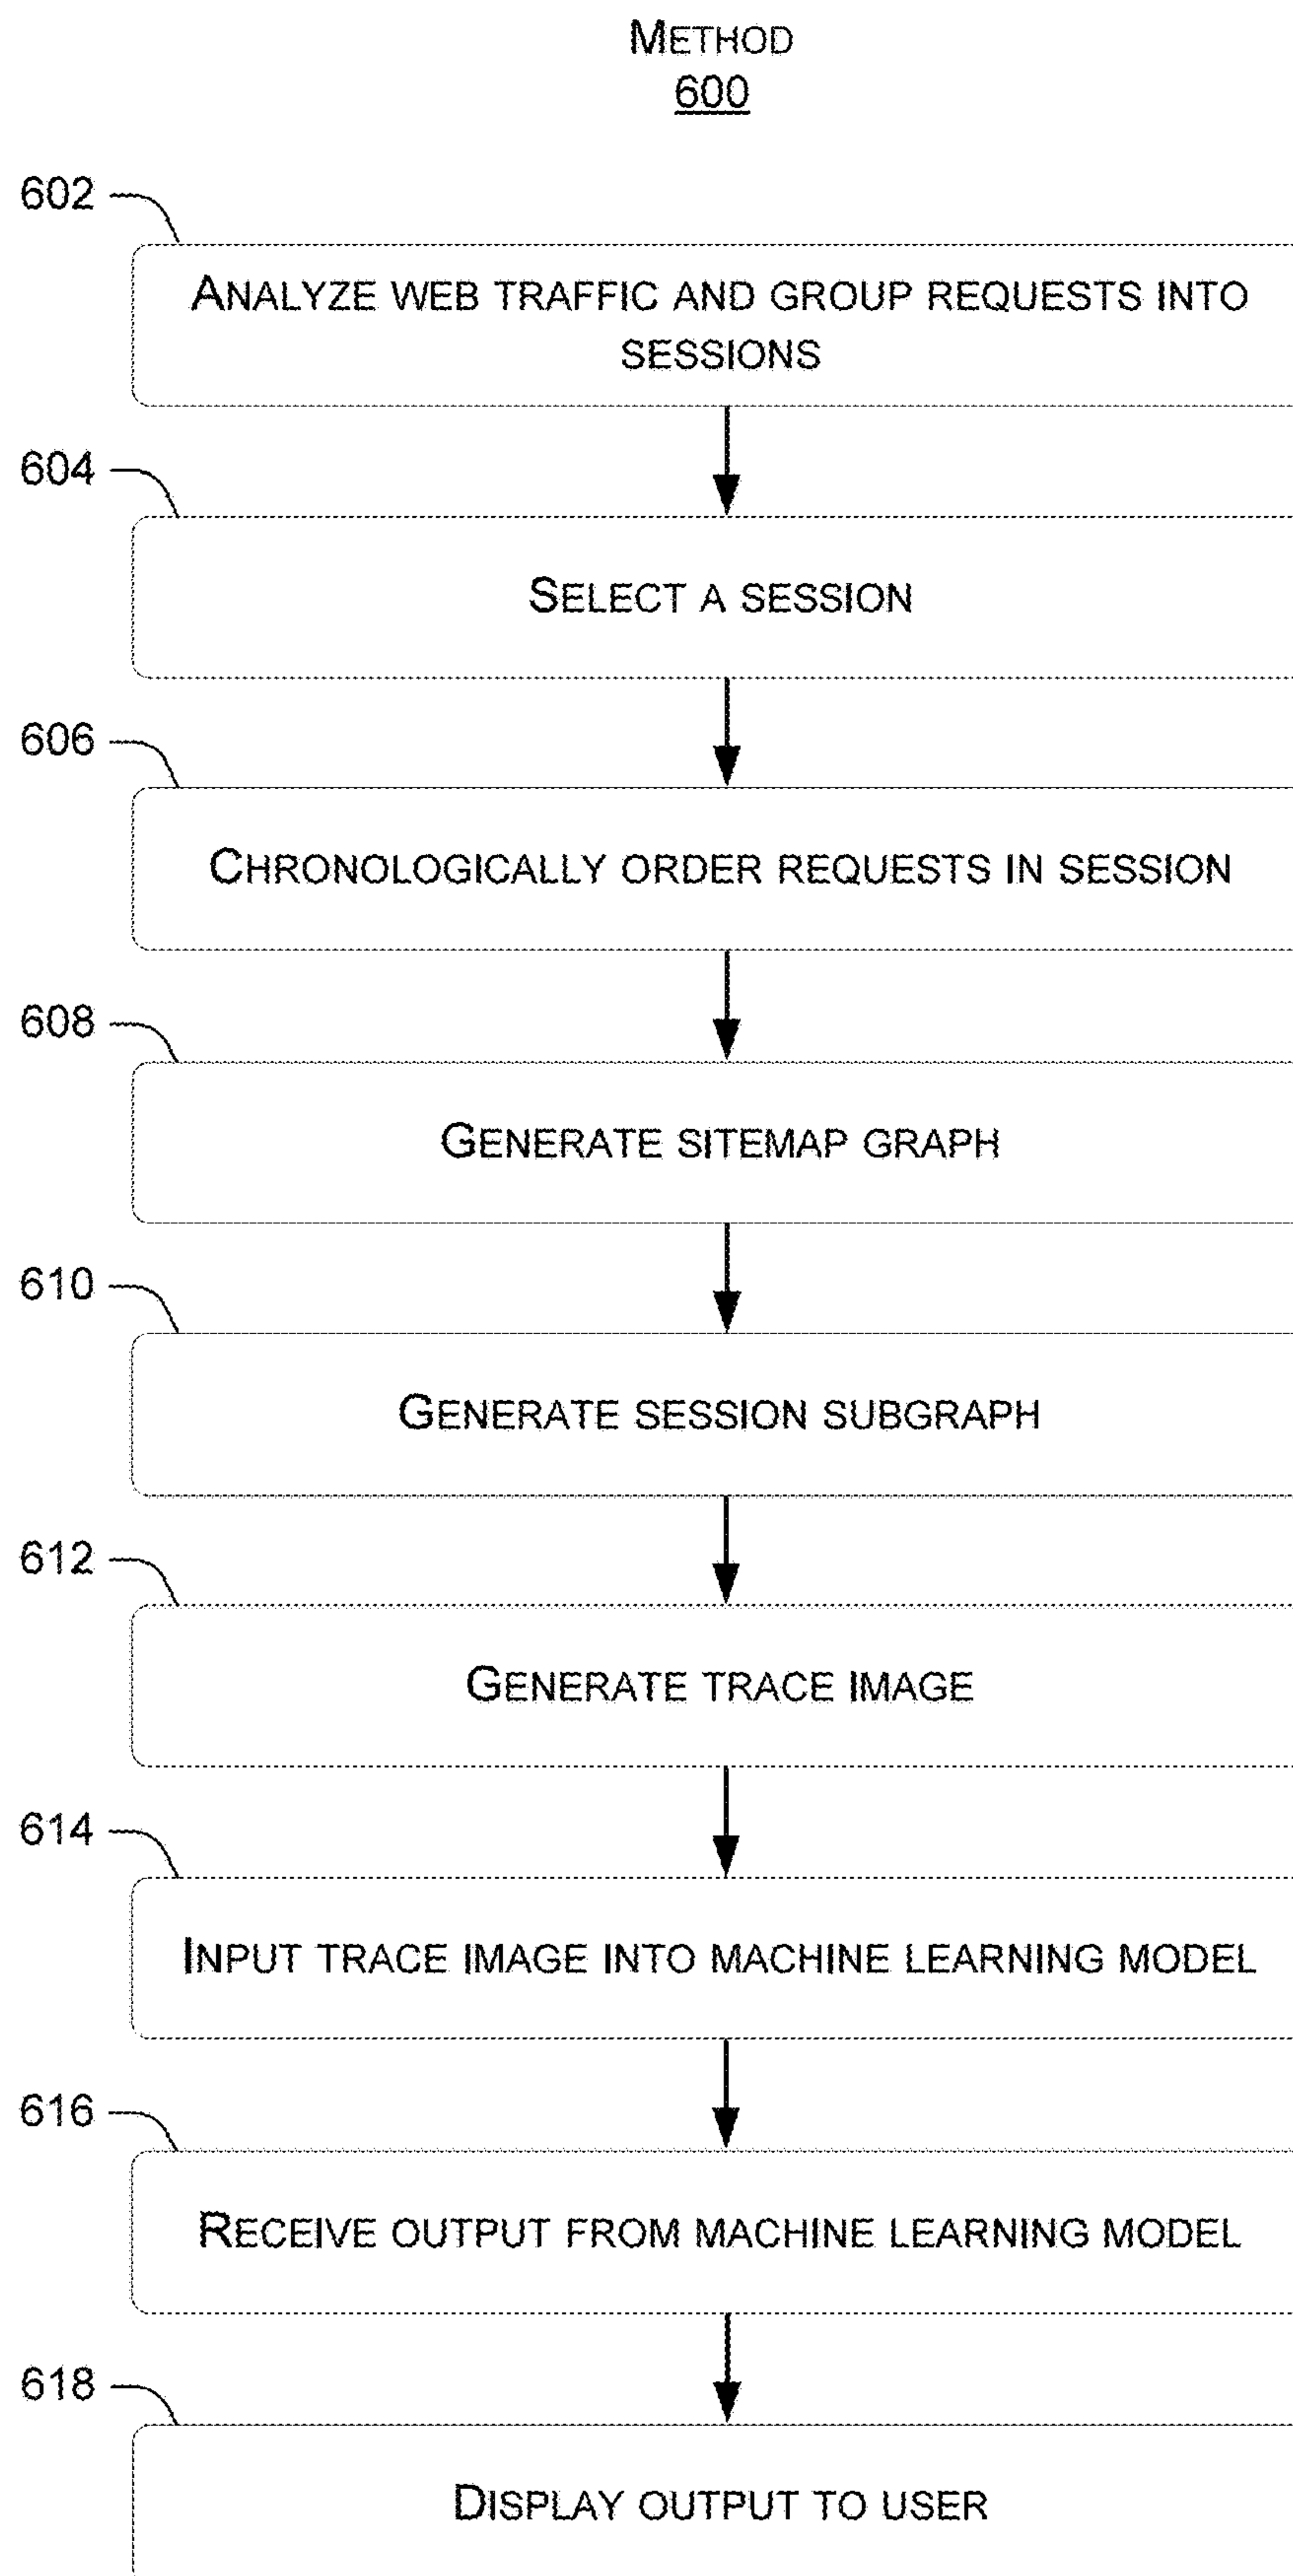 METHOD
600
602
ANALYZE WEB TRAFFIC AND GROUP REQUESTS INTO
SESSIONS
604
SELECT A SESSION
606
CHRONOLOGICALLY ORDER REQUESTS IN SESSION
608
GENERATE SITEMAP GRAPH
610
GENERATE SESSION SUBGRAPH
612
GENERATE TRACE IMAGE
614
INPUT TRACE IMAGE INTO MACHINE LEARNING MODEL
616
RECEIVE OUTPUT FROM MACHINE LEARNING MODEL
618
DISPLAY OUTPUT TO USER